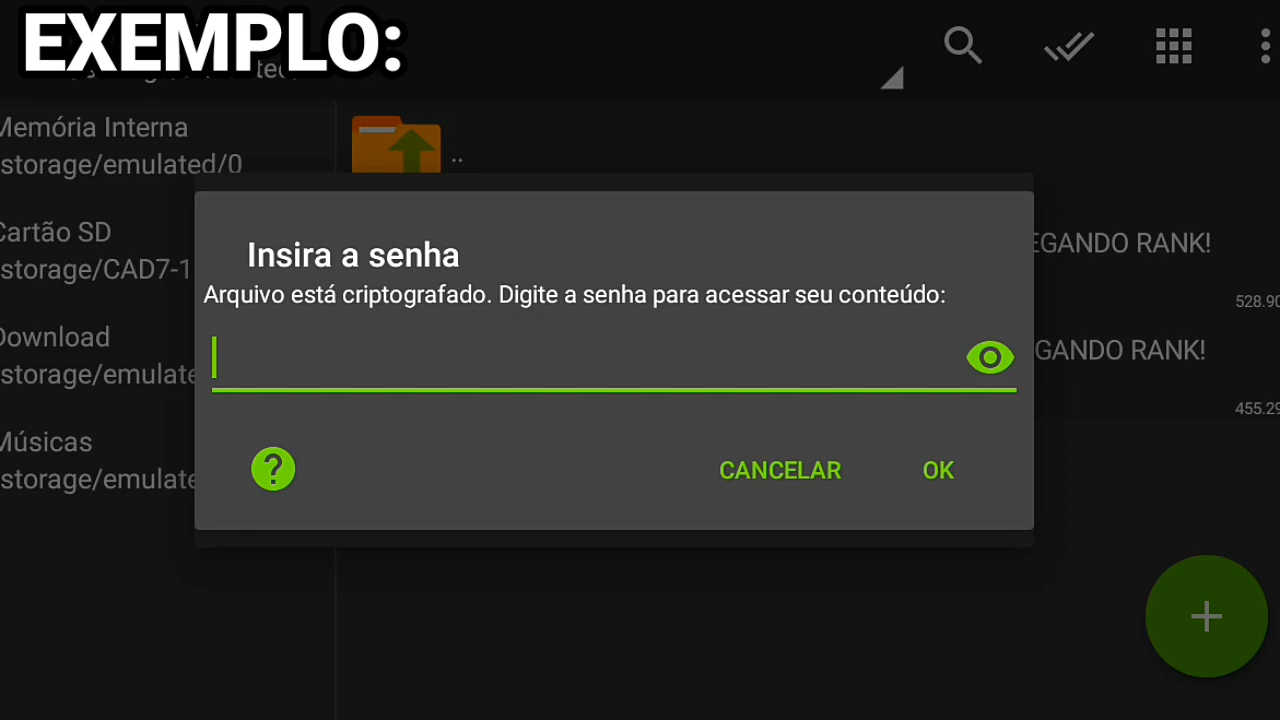 EXEMPLO:
Memória Interna
storage/emulated/0
..
Cartão SD
storage/CAD7-1
EGANDO RANK!
528.90
Insira a senha
Arquivo está criptografado. Digite a senha para acessar seu conteúdo:
Download
storage/emulate
GANDO RANK!
455.29
Músicas
storage/emulate
?
CANCELAR
OK
+